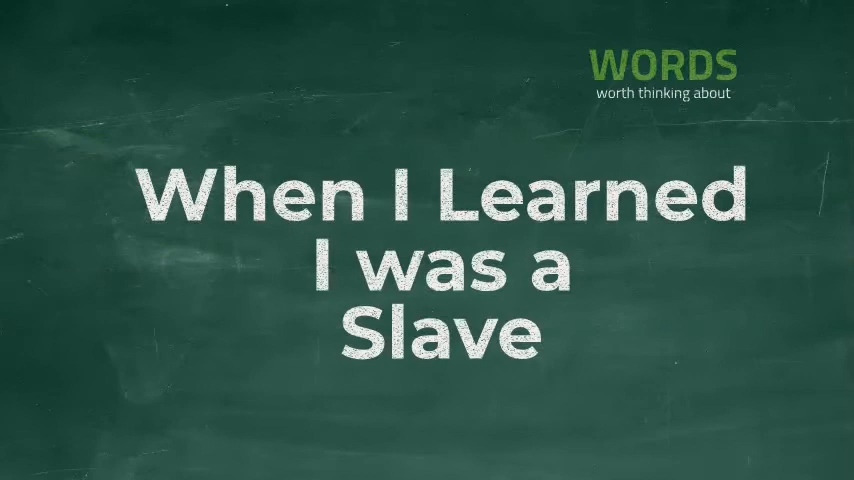 WORDS
worth thinking about
When I Learned
I was a
Slave